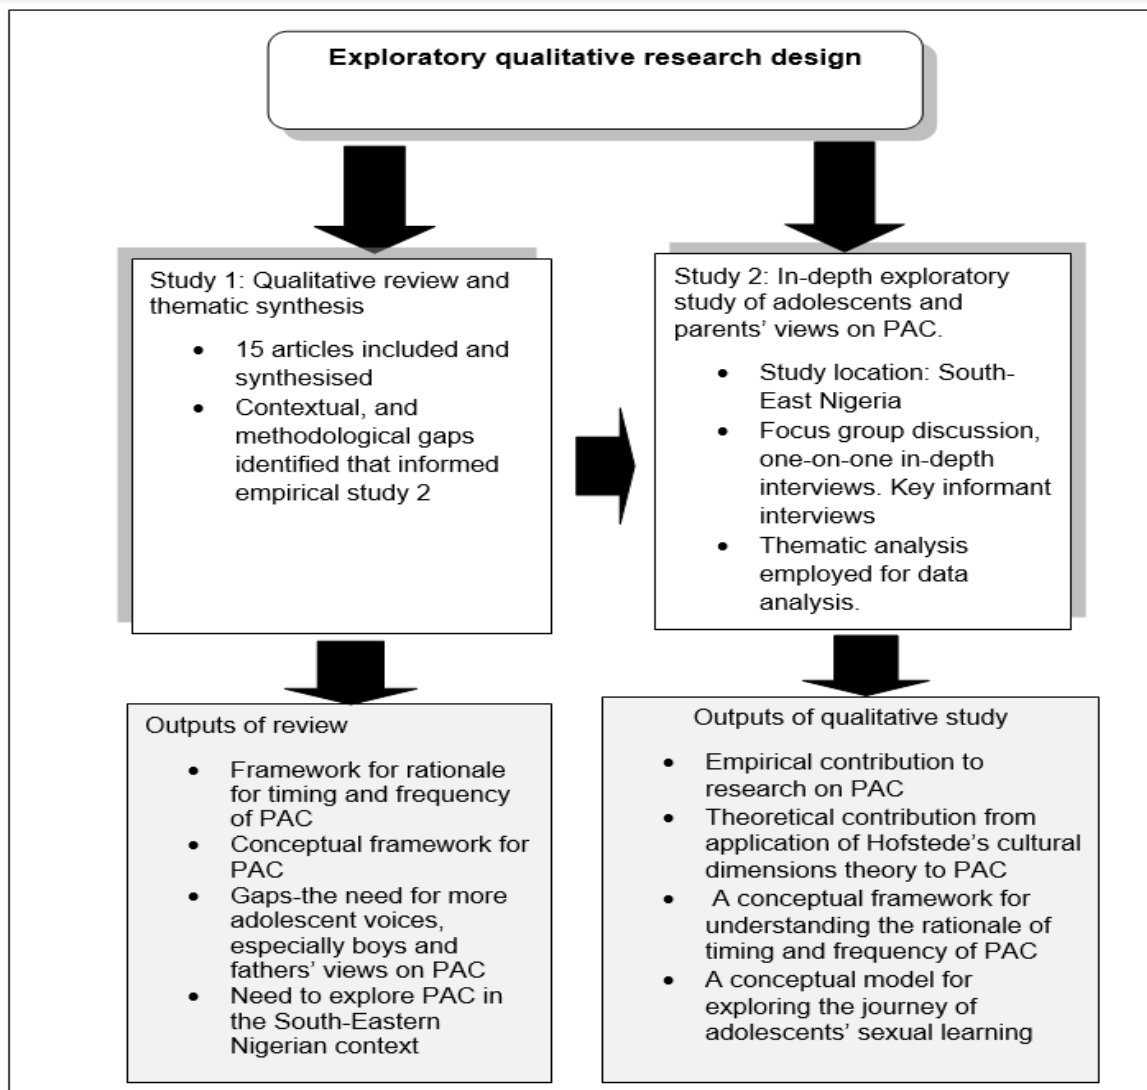 Exploratory qualitative research design
Study 1: Qualitative review and
thematic synthesis
• 15 articles included and
synthesised
• Contextual, and
methodological gaps
identified that informed
empirical study 2
Study 2: In-depth exploratory
study of adolescents and
parents’ views on PAC.
• Study location: South-
East Nigeria
• Focus group discussion,
one-on-one in-depth
interviews. Key informant
interviews
• Thematic analysis
employed for data
analysis.
Outputs of review
• Framework for rationale
for timing and frequency
of PAC
• Conceptual framework for
PAC
• Gaps-the need for more
adolescent voices,
especially boys and
fathers’ views on PAC
• Need to explore PAC in
the South-Eastern
Nigerian context
Outputs of qualitative study
• Empirical contribution to
research on PAC
• Theoretical contribution from
application of Hofstede’s cultural
dimensions theory to PAC
• A conceptual framework for
understanding the rationale of
timing and frequency of PAC
• A conceptual model for
exploring the journey of
adolescents’ sexual learning